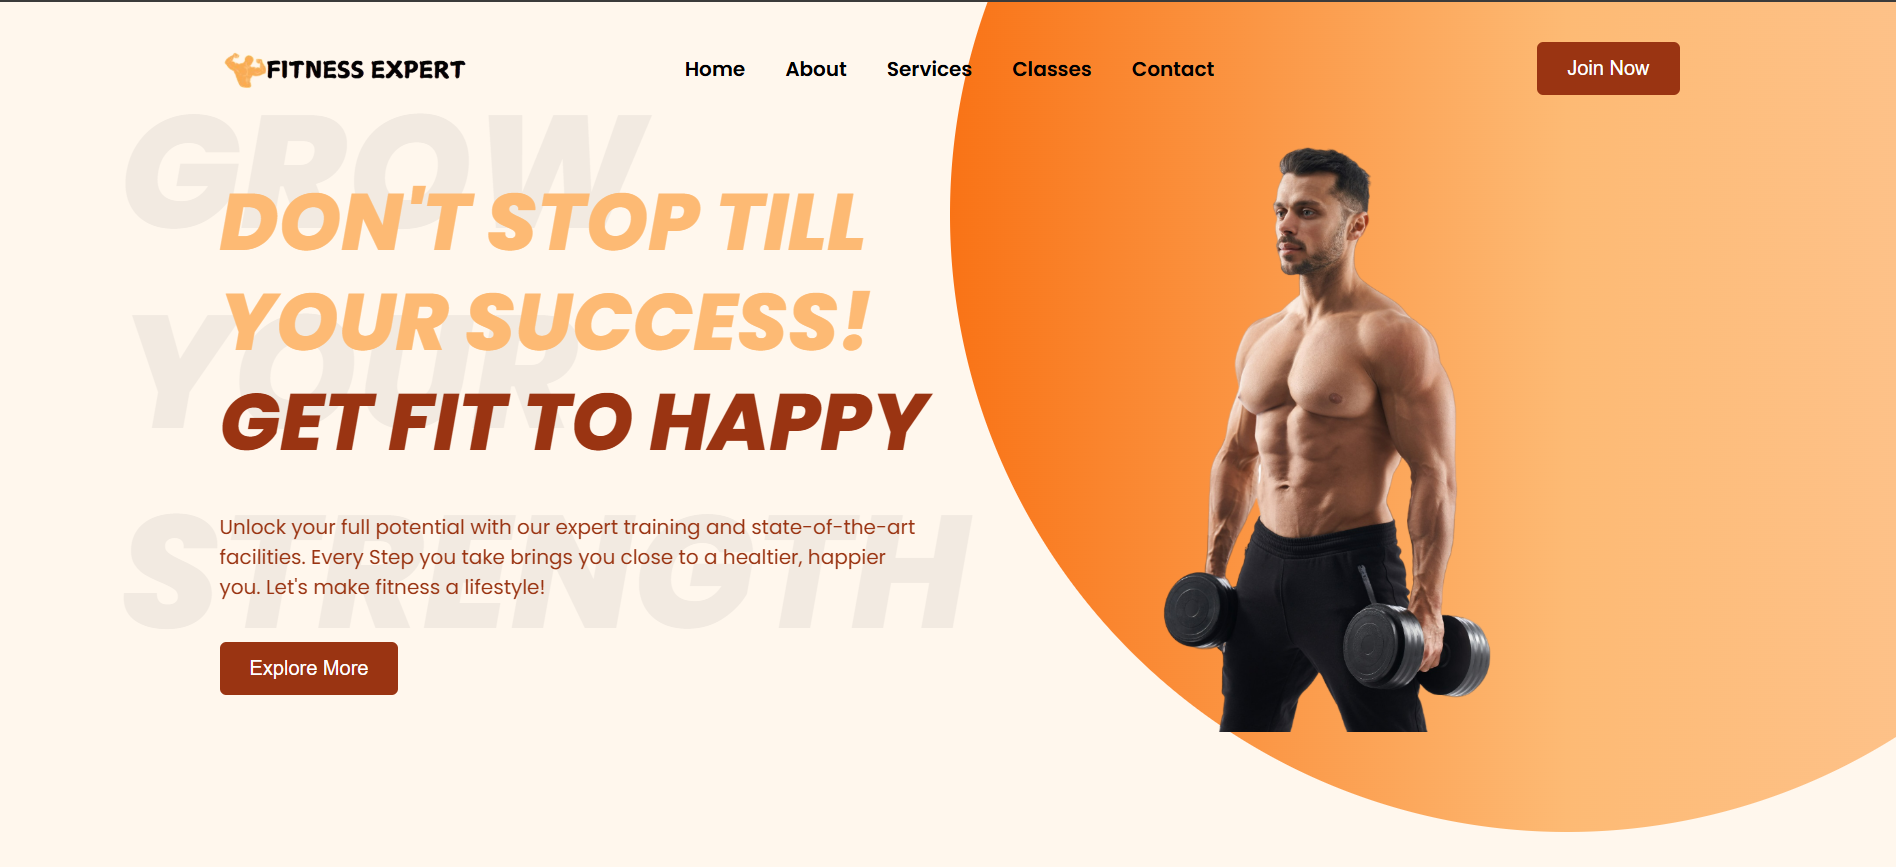 FITNESS EXPERT
Home About Services Classes Contact
Join Now
GROW
YOUR
STRENGTH
DON'T STOP TILL
YOUR SUCCESS!
GET FIT TO HAPPY
Unlock your full potential with our expert training and state-of-the-art
facilities. Every Step you take brings you close to a healtier, happier
you. Let's make fitness a lifestyle!
Explore More